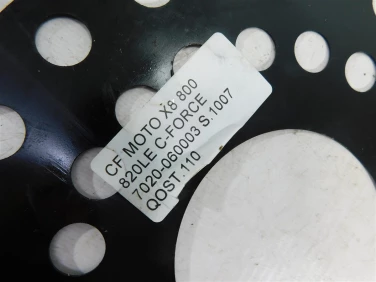 CF MOTO X8 800
820LE C-FORCE
7020-060003 S.1007
QOST.110